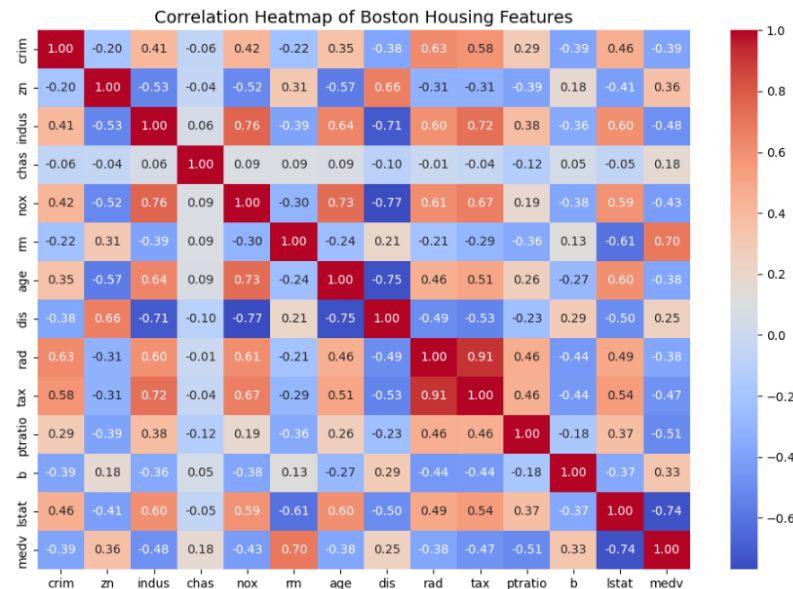 Correlation Heatmap of Boston Housing Features
crim 1.00 -0.20 0.41 -0.06 0.42 -0.22 0.35 -0.38 0.63 0.58 0.29 -0.39 0.46 -0.39
zn -0.20 1.00 -0.53 -0.04 -0.52 0.31 -0.57 0.66 -0.31 -0.31 -0.39 0.18 -0.41 0.36
indus 0.41 -0.53 1.00 0.06 0.76 -0.39 0.64 -0.71 0.60 0.72 0.38 -0.36 0.60 -0.48
chas -0.06 -0.04 0.06 1.00 0.09 0.09 0.09 -0.10 -0.01 -0.04 -0.12 0.05 -0.05 0.18
nox 0.42 -0.52 0.76 0.09 1.00 -0.30 0.73 -0.77 0.61 0.67 0.19 -0.38 0.59 -0.43
rm -0.22 0.31 -0.39 0.09 -0.30 1.00 -0.24 0.21 -0.21 -0.29 -0.36 0.13 -0.61 0.70
age 0.35 -0.57 0.64 0.09 0.73 -0.24 1.00 -0.75 0.46 0.51 0.26 -0.27 0.60 -0.38
dis -0.38 0.66 -0.71 -0.10 -0.77 0.21 -0.75 1.00 -0.49 -0.53 -0.23 0.29 -0.50 0.25
rad 0.63 -0.31 0.60 -0.01 0.61 -0.21 0.46 -0.49 1.00 0.91 0.46 -0.44 0.49 -0.38
tax 0.58 -0.31 0.72 -0.04 0.67 -0.29 0.51 -0.53 0.91 1.00 0.46 -0.44 0.54 -0.47
ptratio 0.29 -0.39 0.38 -0.12 0.19 -0.36 0.26 -0.23 0.46 0.46 1.00 -0.18 0.37 -0.51
b -0.39 0.18 -0.36 0.05 -0.38 0.13 -0.27 0.29 -0.44 -0.44 -0.18 1.00 -0.37 0.33
lstat 0.46 -0.41 0.60 -0.05 0.59 -0.61 0.60 -0.50 0.49 0.54 0.37 -0.37 1.00 -0.74
medv -0.39 0.36 -0.48 0.18 -0.43 0.70 -0.38 0.25 -0.38 -0.47 -0.51 0.33 -0.74 1.00
crim zn indus chas nox rm age dis rad tax ptratio b lstat medv
1.0
0.8
0.6
0.4
0.2
0.0
−0.2
−0.4
−0.6